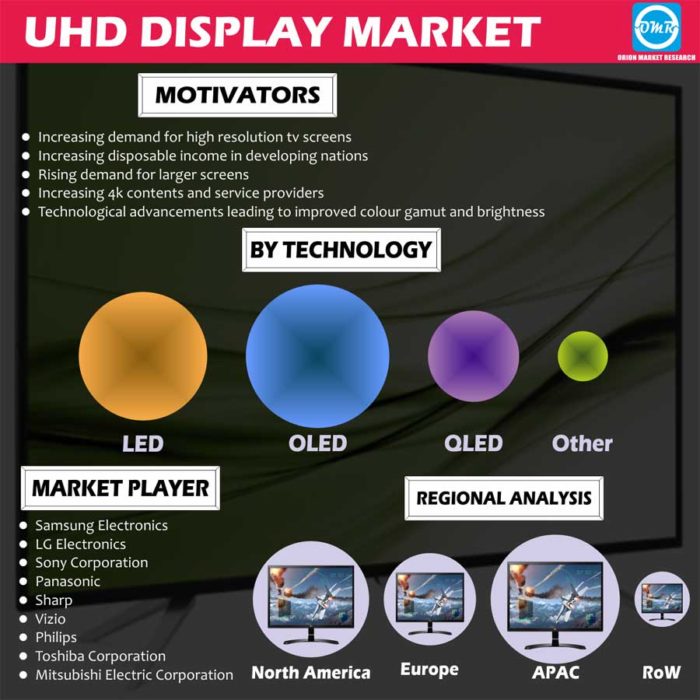 UHD DISPLAY MARKET
OMR
ORION MARKET RESEARCH
MOTIVATORS
Increasing demand for high resolution tv screens
Increasing disposable income in developing nations
Rising demand for larger screens
Increasing 4k contents and service providers
Technological advancements leading to improved colour gamut and brightness
BY TECHNOLOGY
LED
OLED
QLED
Other
MARKET PLAYER
Samsung Electronics
LG Electronics
Sony Corporation
Panasonic
Sharp
Vizio
Philips
Toshiba Corporation
Mitsubishi Electric Corporation
REGIONAL ANALYSIS
North America
Europe
APAC
RoW